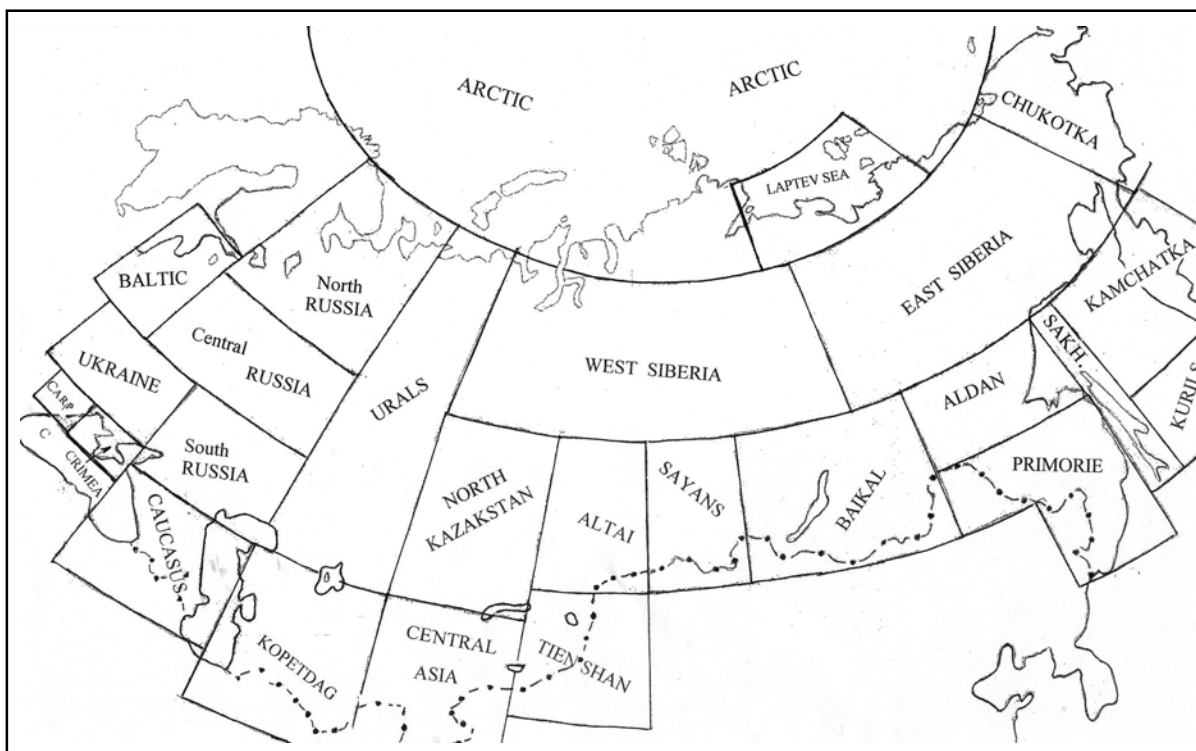 ARCTIC
ARCTIC
CHUKOTKA
LAPTEV SEA
BALTIC
North
RUSSIA
EAST SIBERIA
KAMCHATKA
Central
RUSSIA
UKRAINE
URALS
WEST SIBERIA
SAKH.
KURILS
ALDAN
CARP
C
CRIMEA
South
RUSSIA
CAUCASUS
NORTH
KAZAKSTAN
ALTAI
SAYANS
BAIKAL
PRIMORIE
KOPETDAG
CENTRAL
ASIA
TIEN SHAN